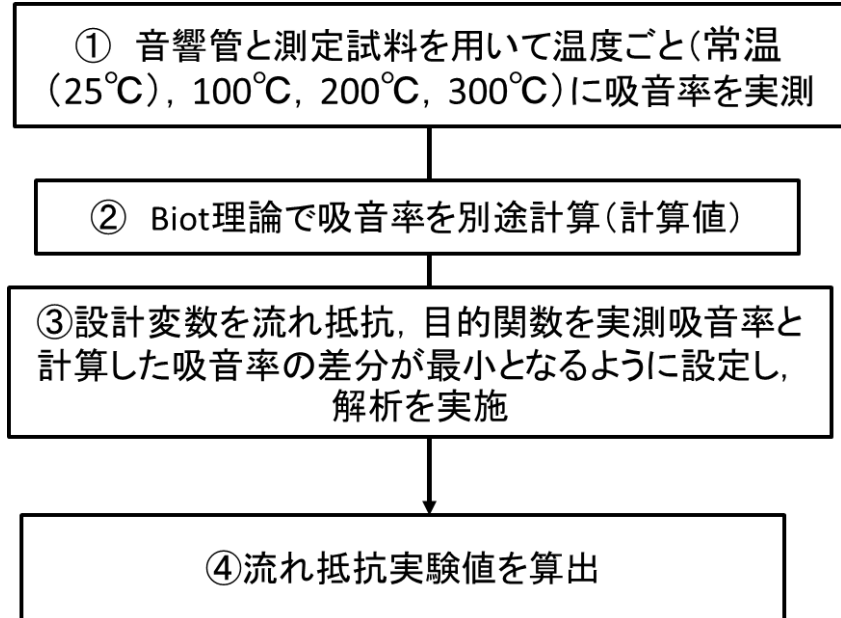 ① 音響管と測定試料を用いて温度ごと(常温
(25℃), 100℃, 200℃, 300℃)に吸音率を実測
② Biot理論で吸音率を別途計算(計算値)
③設計変数を流れ抵抗, 目的関数を実測吸音率と
計算した吸音率の差分が最小となるように設定し,
解析を実施
④流れ抵抗実験値を算出